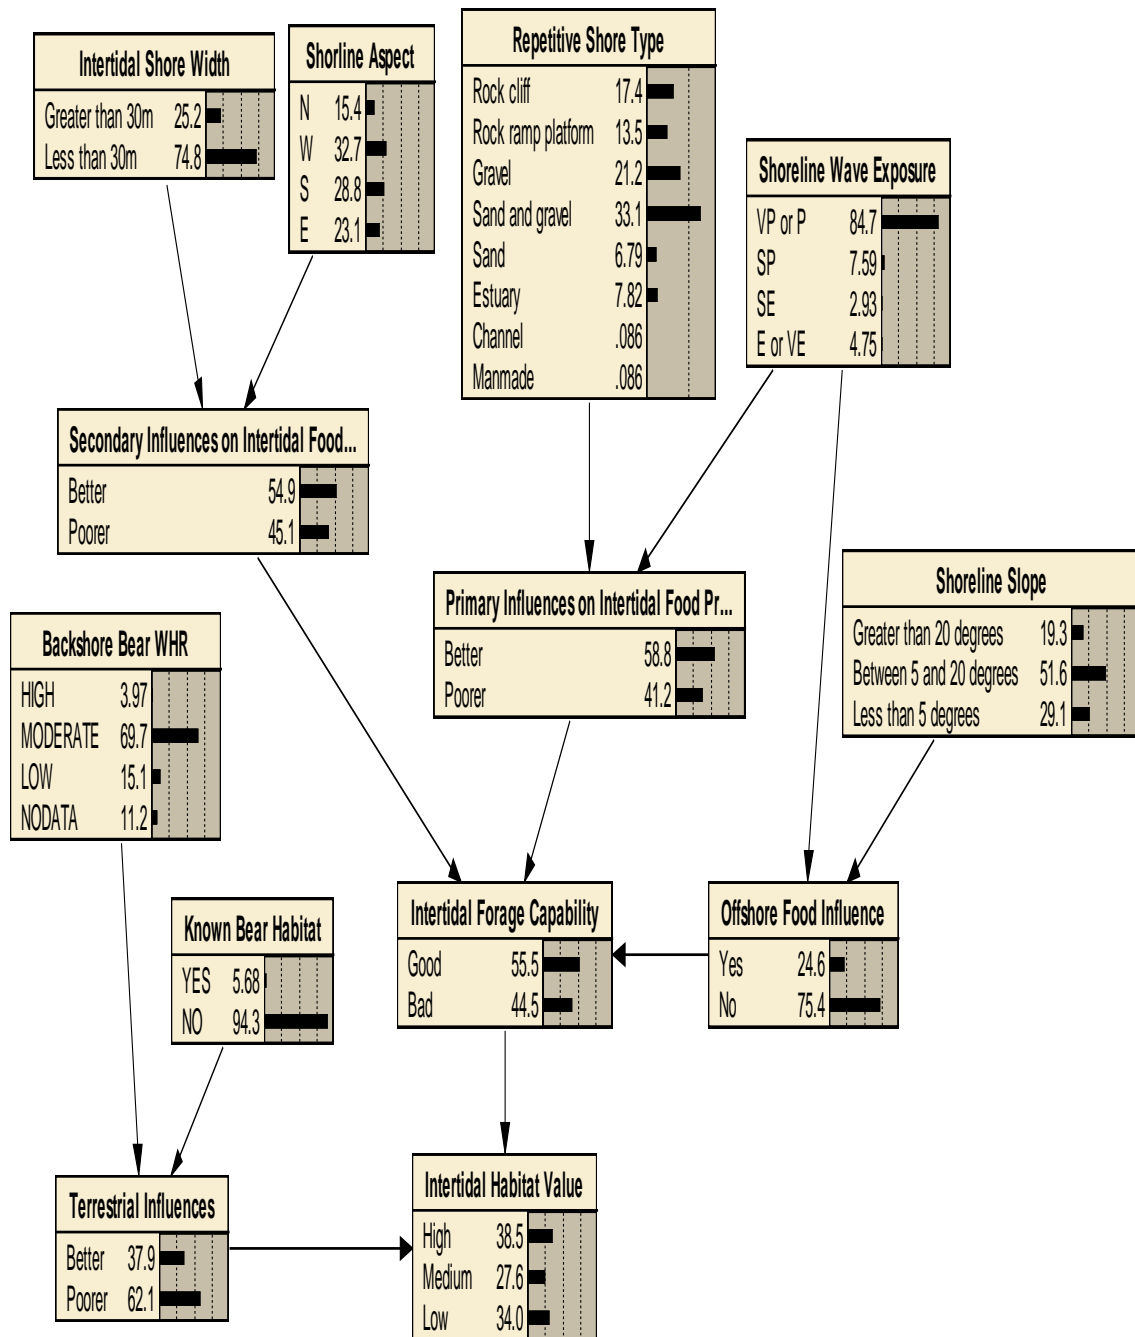 Intertidal Shore Width
Greater than 30m 25.2
Less than 30m 74.8
Shorline Aspect
N 15.4
W 32.7
S 28.8
E 23.1
Repetitive Shore Type
Rock cliff 17.4
Rock ramp platform 13.5
Gravel 21.2
Sand and gravel 33.1
Sand 6.79
Estuary 7.82
Channel .086
Manmade .086
Shoreline Wave Exposure
VP or P 84.7
SP 7.59
SE 2.93
E or VE 4.75
Secondary Influences on Intertidal Food...
Better 54.9
Poorer 45.1
Primary Influences on Intertidal Food Pr...
Better 58.8
Poorer 41.2
Shoreline Slope
Greater than 20 degrees 19.3
Between 5 and 20 degrees 51.6
Less than 5 degrees 29.1
Backshore Bear WHR
HIGH 3.97
MODERATE 69.7
LOW 15.1
NODATA 11.2
Known Bear Habitat
YES 5.68
NO 94.3
Intertidal Forage Capability
Good 55.5
Bad 44.5
Offshore Food Influence
Yes 24.6
No 75.4
Terrestrial Influences
Better 37.9
Poorer 62.1
Intertidal Habitat Value
High 38.5
Medium 27.6
Low 34.0